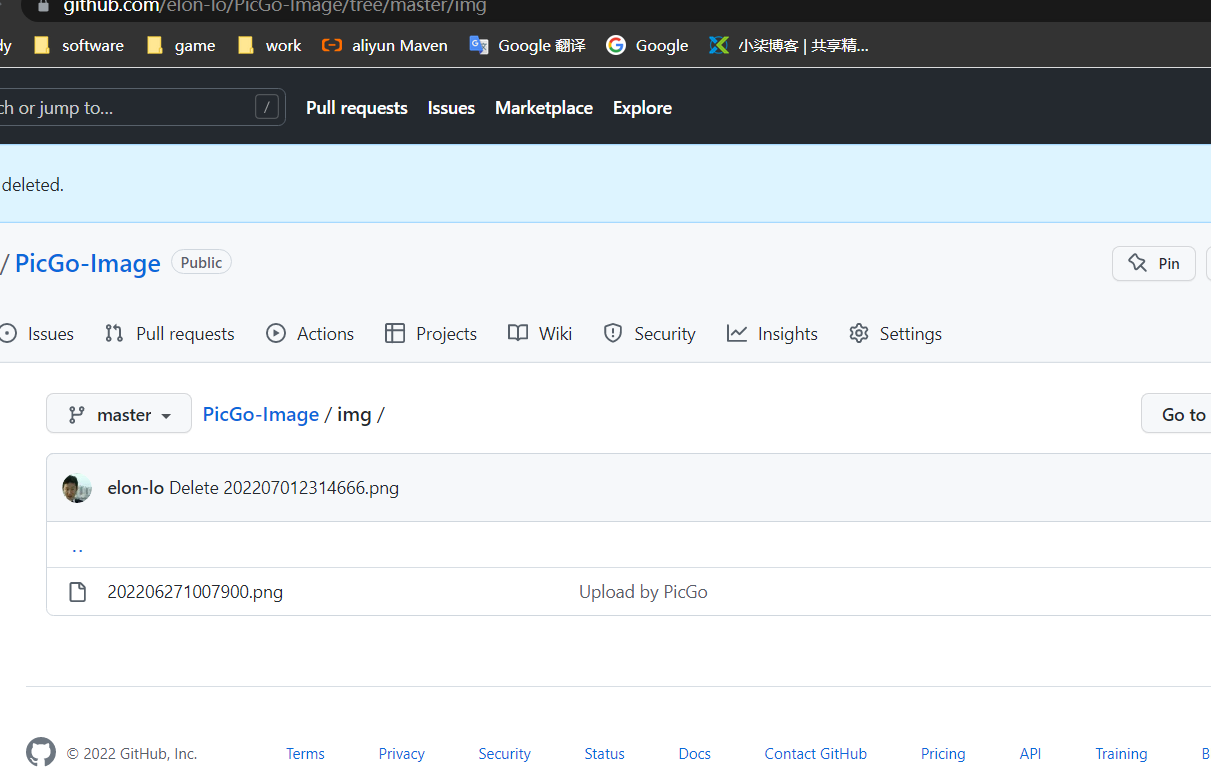 github.com/elon-lo/PicGo-Image/tree/master/img
dy software game work aliyun Maven Google 翻译 Google 小柒博客 | 共享精...
ch or jump to... / Pull requests Issues Marketplace Explore
deleted.
/ PicGo-Image Public Pin
Issues Pull requests Actions Projects Wiki Security Insights Settings
master PicGo-Image / img / Go to
elon-lo Delete 202207012314666.png
..
202206271007900.png Upload by PicGo
© 2022 GitHub, Inc. Terms Privacy Security Status Docs Contact GitHub Pricing API Training B